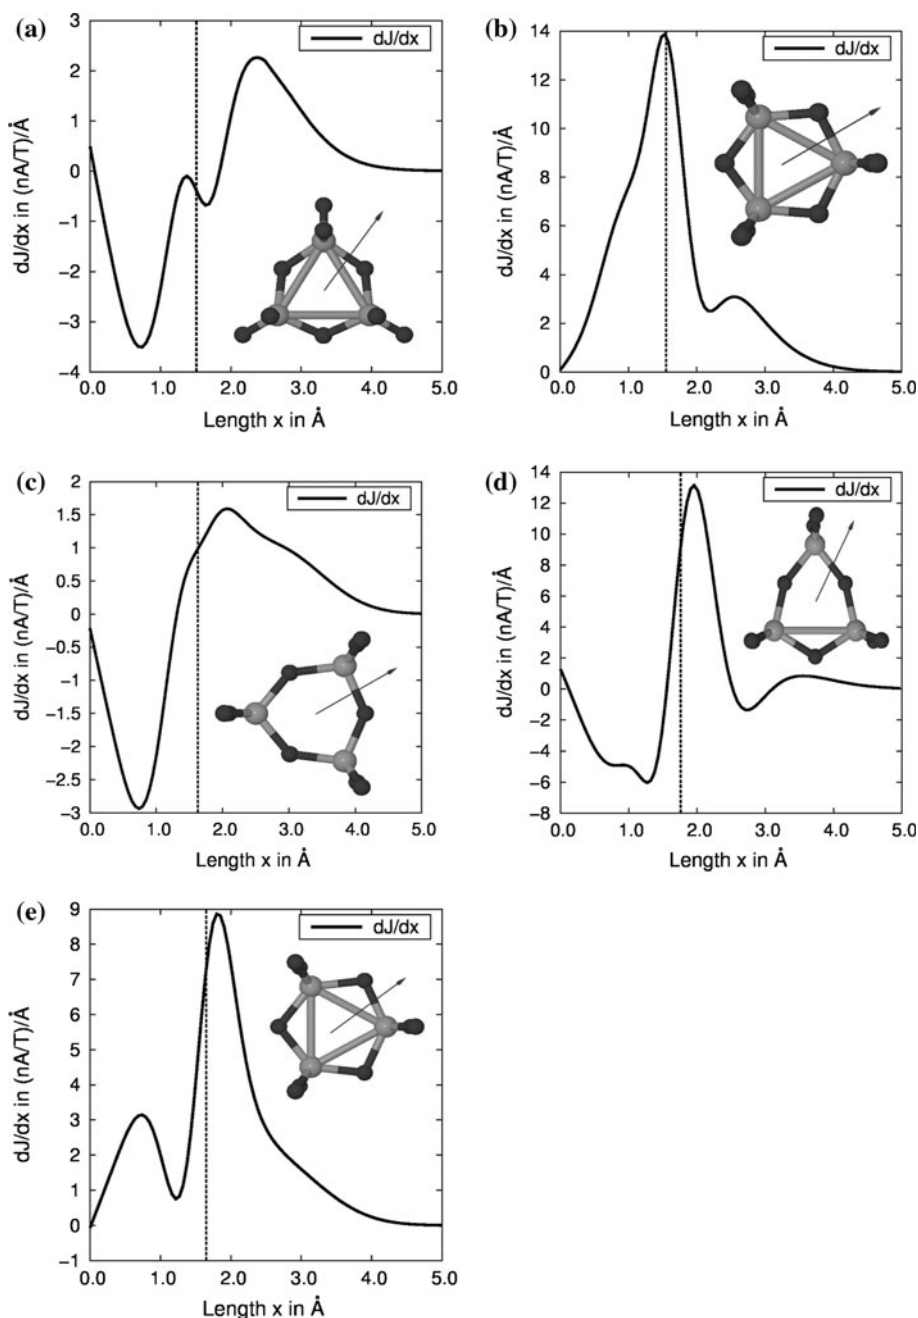 (a)
dJ/dx
dJ/dx in (nA/T)/Å
3
2
1
0
−1
−2
−3
−4
0.0 1.0 2.0 3.0 4.0 5.0
Length x in Å
(b)
dJ/dx
dJ/dx in (nA/T)/Å
14
12
10
8
6
4
2
0
0.0 1.0 2.0 3.0 4.0 5.0
Length x in Å
(c)
dJ/dx
dJ/dx in (nA/T)/Å
2
1.5
1
0.5
0
−0.5
−1
−1.5
−2
−2.5
−3
0.0 1.0 2.0 3.0 4.0 5.0
Length x in Å
(d)
dJ/dx
dJ/dx in (nA/T)/Å
14
12
10
8
6
4
2
0
−2
−4
−6
−8
0.0 1.0 2.0 3.0 4.0 5.0
Length x in Å
(e)
dJ/dx
dJ/dx in (nA/T)/Å
9
8
7
6
5
4
3
2
1
0
−1
0.0 1.0 2.0 3.0 4.0 5.0
Length x in Å